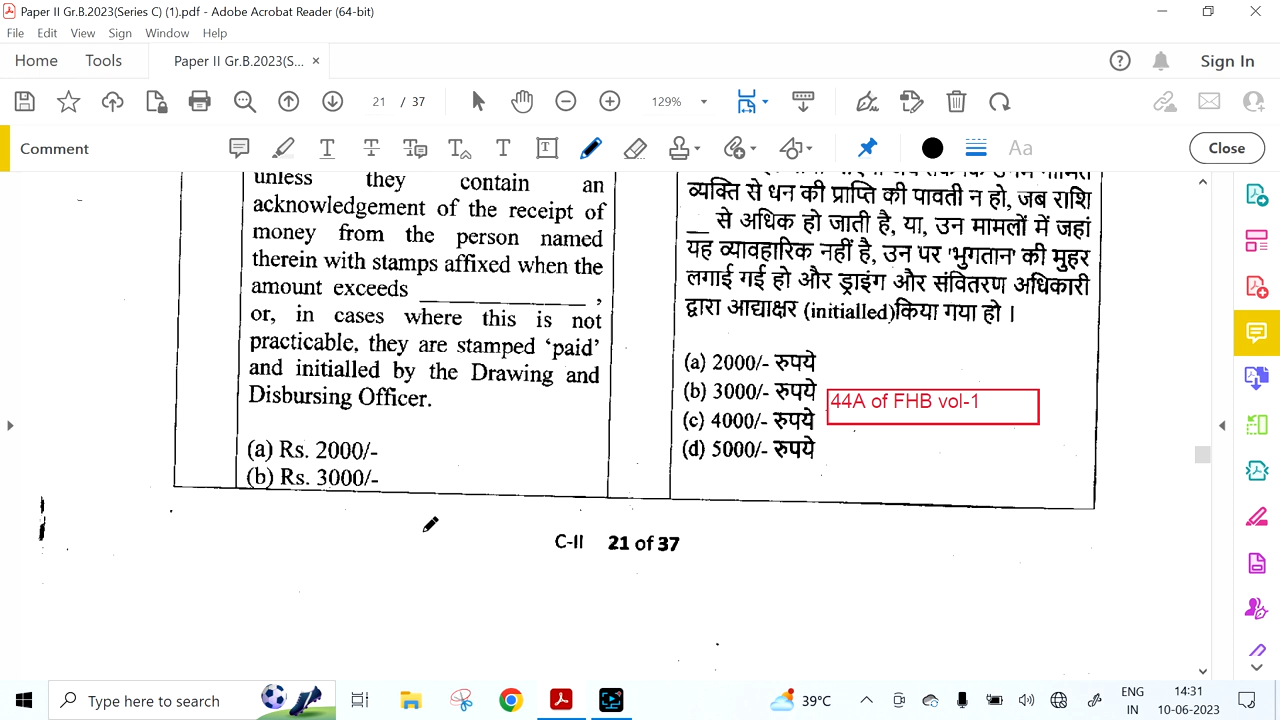 Paper II Gr.B.2023(Series C) (1).pdf - Adobe Acrobat Reader (64-bit)
File Edit View Sign Window Help
Home Tools Paper II Gr.B.2023(S... × Sign In
21 / 37 129%
Comment Aa Close
unless they contain an
acknowledgement of the receipt of
money from the person named
therein with stamps affixed when the
amount exceeds ____________ ,
or, in cases where this is not
practicable, they are stamped ‘paid’
and initialled by the Drawing and
Disbursing Officer.
(a) Rs. 2000/-
(b) Rs. 3000/-
व्यक्ति से धन की प्राप्ति की पावती न हो, जब राशि
__ से अधिक हो जाती है, या, उन मामलों में जहां
यह व्यावहारिक नहीं है, उन पर 'भुगतान' की मुहर
लगाई गई हो और ड्राइंग और संवितरण अधिकारी
द्वारा आद्याक्षर (initialled)किया गया हो ।
(a) 2000/- रुपये
(b) 3000/- रुपये
(c) 4000/- रुपये
(d) 5000/- रुपये
44A of FHB vol-1
C-II 21 of 37
Type here to search
39°C
ENG
IN
14:31
10-06-2023